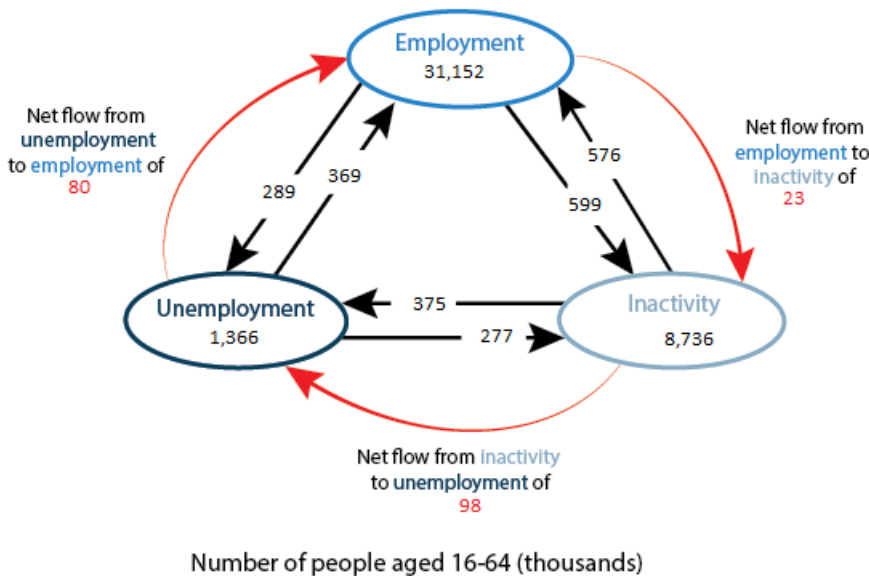 Employment
31,152
Net flow from
unemployment
to employment of
80
Net flow from
employment to
inactivity of
23
289
369
576
599
Unemployment
1,366
375
277
Inactivity
8,736
Net flow from inactivity
to unemployment of
98
Number of people aged 16-64 (thousands)